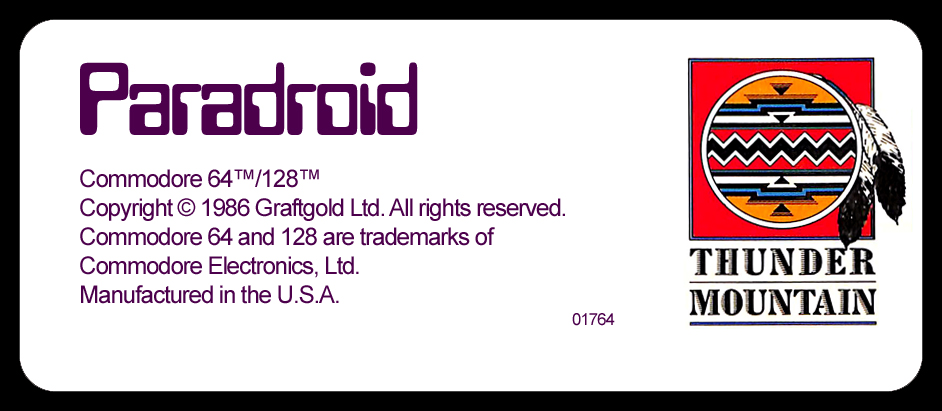 Paradroid
Commodore 64™/128™
Copyright © 1986 Graftgold Ltd. All rights reserved.
Commodore 64 and 128 are trademarks of
Commodore Electronics, Ltd.
Manufactured in the U.S.A.
01764
THUNDER
MOUNTAIN